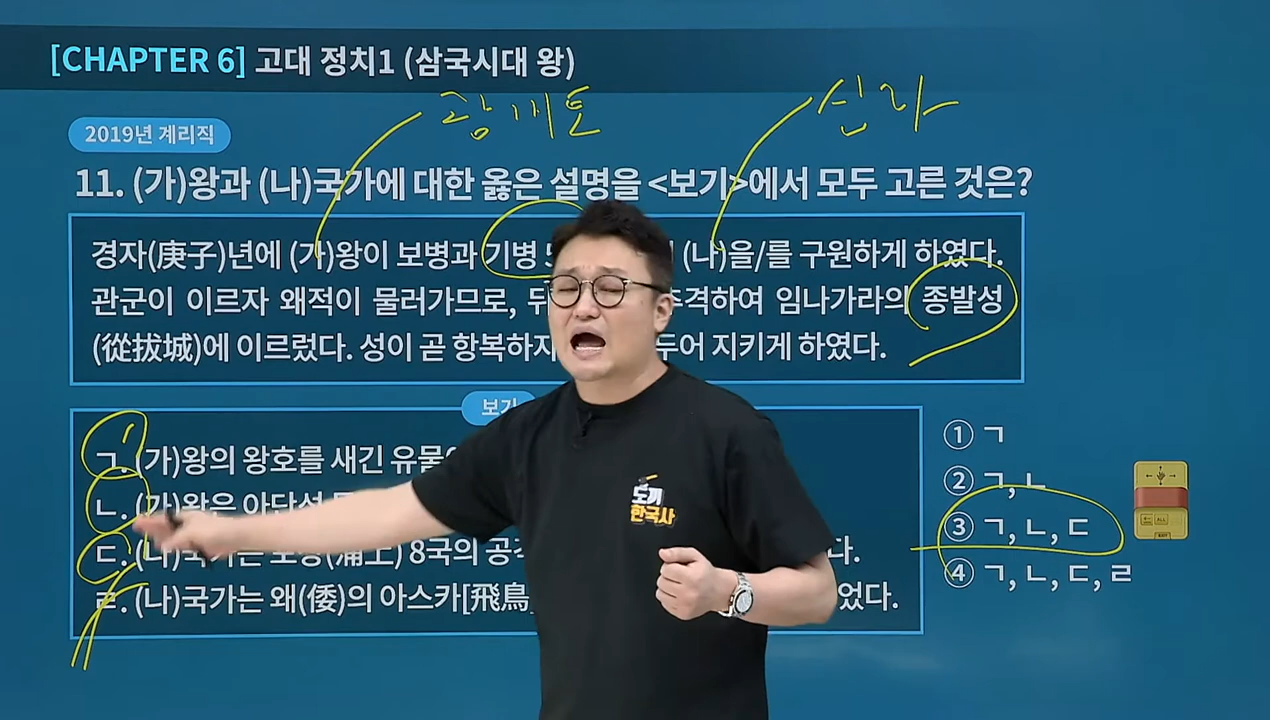 [CHAPTER 6] 고대 정치1 (삼국시대 왕)
광개토
신라
2019년 계리직
11. (가)왕과 (나)국가에 대한 옳은 설명을 <보기>에서 모두 고른 것은?
경자(庚子)년에 (가)왕이 보병과 기병 (나)을/를 구원하게 하였다.
관군이 이르자 왜적이 물러가므로, 추격하여 임나가라의 종발성
(從拔城)에 이르렀다. 성이 곧 항복하 두어 지키게 하였다.
보기
ㄱ. (가)왕의 왕호를 새긴 유물
ㄴ. (가)왕은 아단성
ㄷ. (나)국가는 포상(浦上) 8국의 다.
ㄹ. (나)국가는 왜(倭)의 아스카[飛鳥 었다.
① ㄱ
② ㄱ, ㄴ
③ ㄱ, ㄴ, ㄷ
④ ㄱ, ㄴ, ㄷ, ㄹ
도끼
한국사